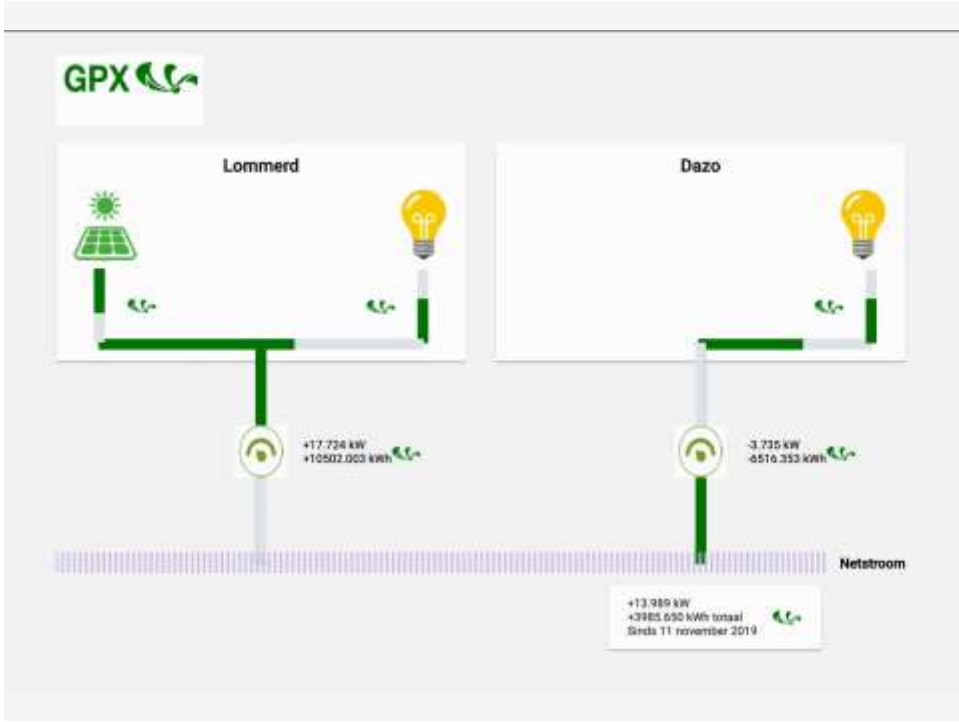 GPX
Lommerd
Dazo
+17.724 kW
+10502.003 kWh
-3.735 kW
-6516.353 kWh
Netstroom
+13.989 kW
+3985.650 kWh totaal
Sinds 11 november 2019